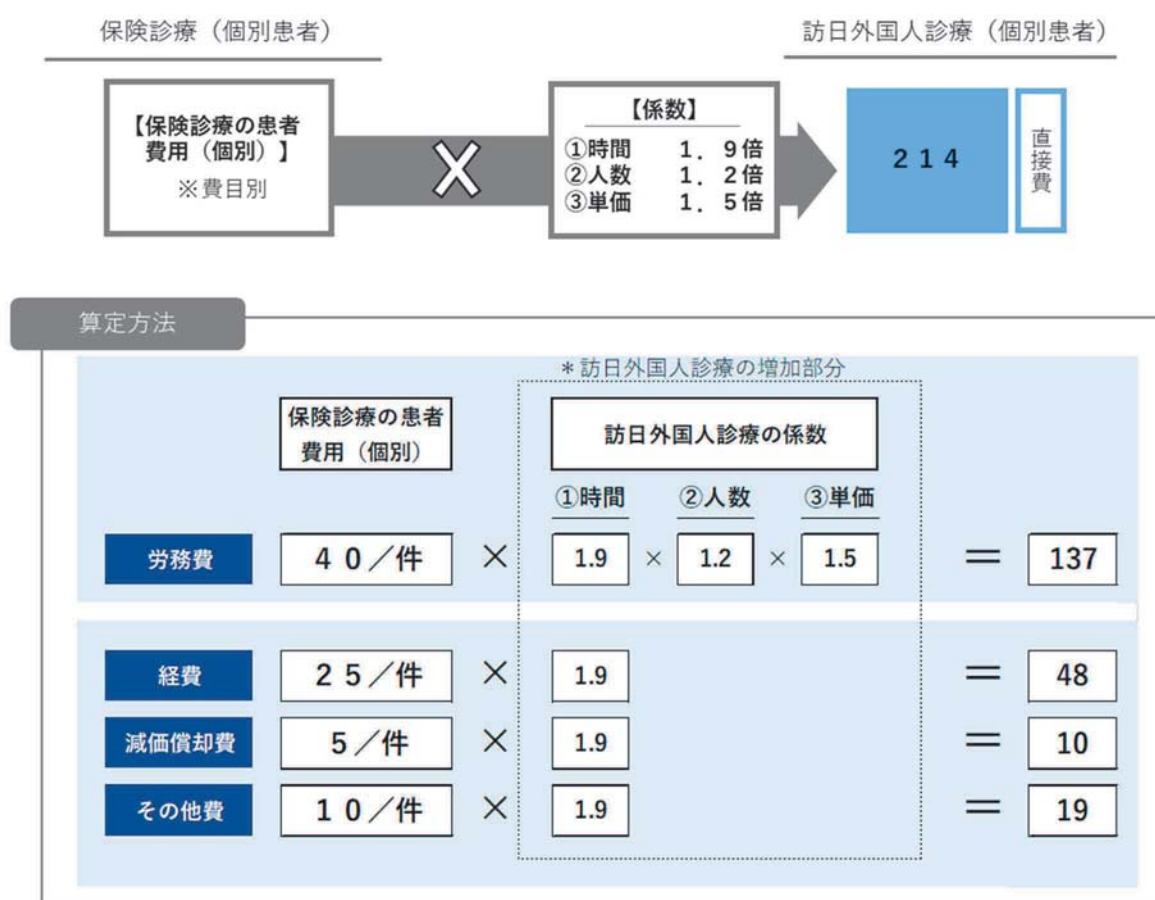 保険診療（個別患者）
訪日外国人診療（個別患者）
【保険診療の患者
費用（個別）】
※費目別
×
【係数】
①時間 1．9倍
②人数 1．2倍
③単価 1．5倍
214
直接費
算定方法
＊訪日外国人診療の増加部分
保険診療の患者
費用（個別）
訪日外国人診療の係数
①時間 ②人数 ③単価
労務費 40／件 × 1.9 × 1.2 × 1.5 ＝ 137
経費 25／件 × 1.9 ＝ 48
減価償却費 5／件 × 1.9 ＝ 10
その他費 10／件 × 1.9 ＝ 19